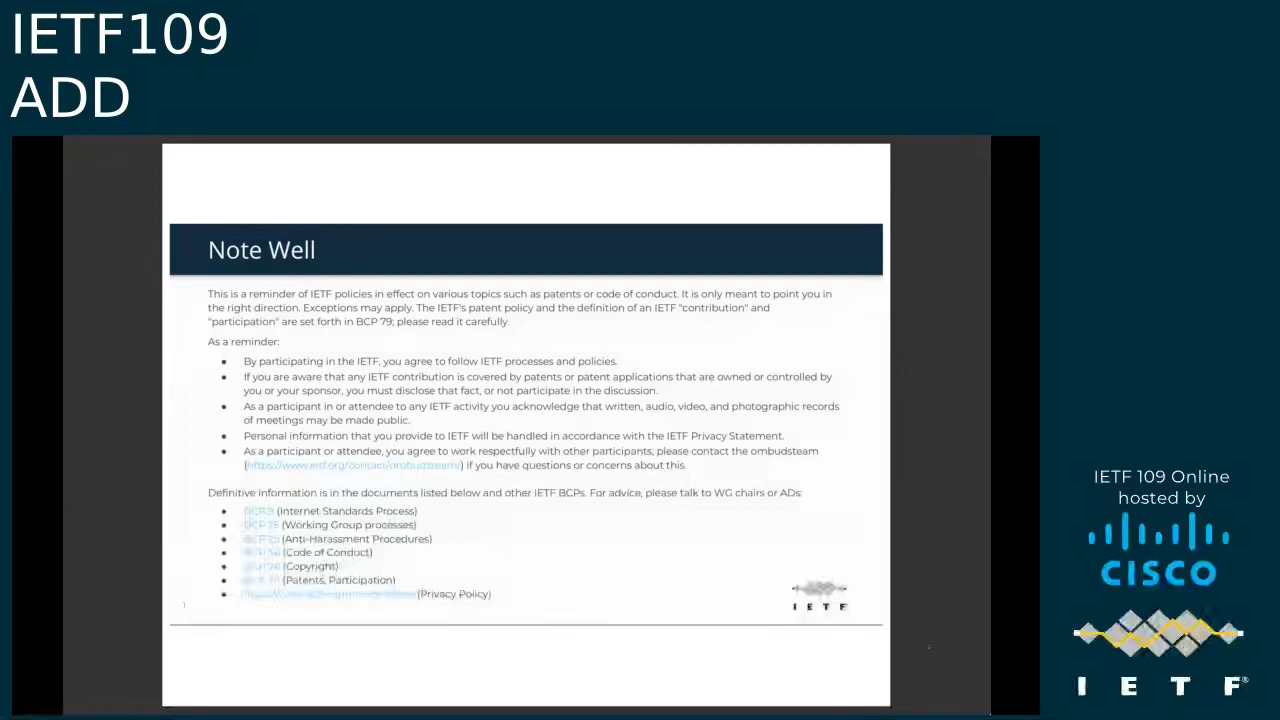 IETF109
ADD
Note Well
This is a reminder of IETF policies in effect on various topics such as patents or code of conduct. It is only meant to point you in
the right direction. Exceptions may apply. The IETF's patent policy and the definition of an IETF "contribution" and
"participation" are set forth in BCP 79; please read it carefully.
As a reminder:
● By participating in the IETF, you agree to follow IETF processes and policies.
● If you are aware that any IETF contribution is covered by patents or patent applications that are owned or controlled by
you or your sponsor, you must disclose that fact, or not participate in the discussion.
● As a participant in or attendee to any IETF activity you acknowledge that written, audio, video, and photographic records
of meetings may be made public.
● Personal information that you provide to IETF will be handled in accordance with the IETF Privacy Statement.
● As a participant or attendee, you agree to work respectfully with other participants; please contact the ombudsteam
(https://www.ietf.org/contact/ombudsteam/) if you have questions or concerns about this.
Definitive information is in the documents listed below and other IETF BCPs. For advice, please talk to WG chairs or ADs:
● (Internet Standards Process)
● (Working Group processes)
● (Anti-Harassment Procedures)
● (Code of Conduct)
● (Copyright)
● (Patents, Participation)
● (Privacy Policy)
1
I E T F
IETF 109 Online
hosted by
CISCO
I E T F®